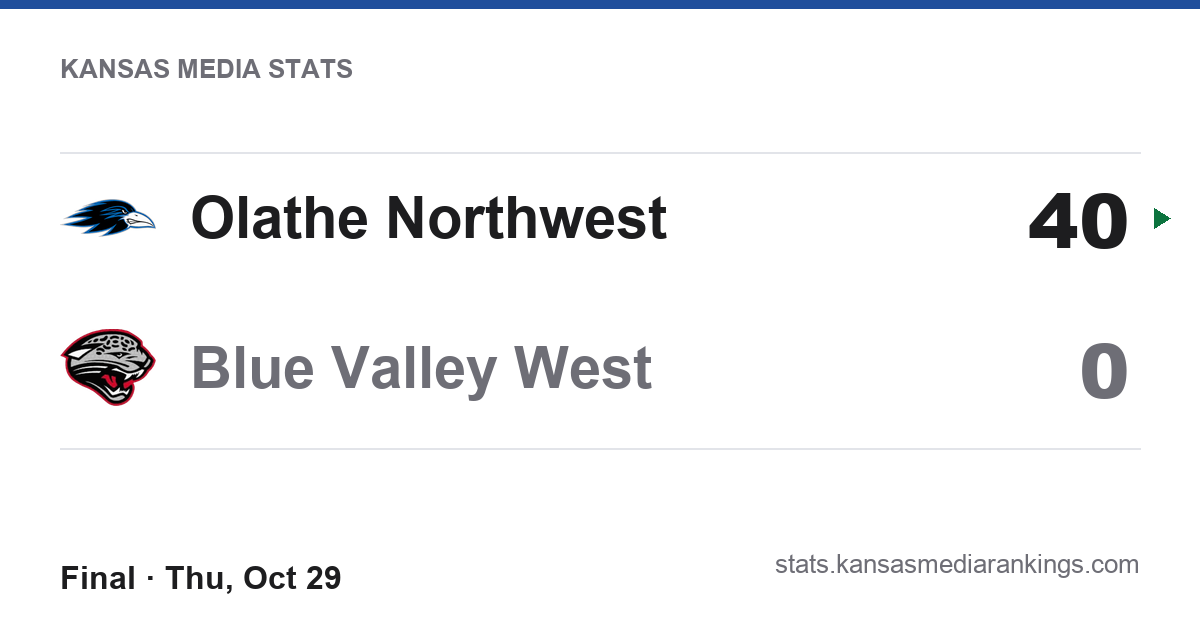 KANSAS MEDIA STATS
Olathe Northwest 40
Blue Valley West 0
Final · Thu, Oct 29
stats.kansasmediarankings.com